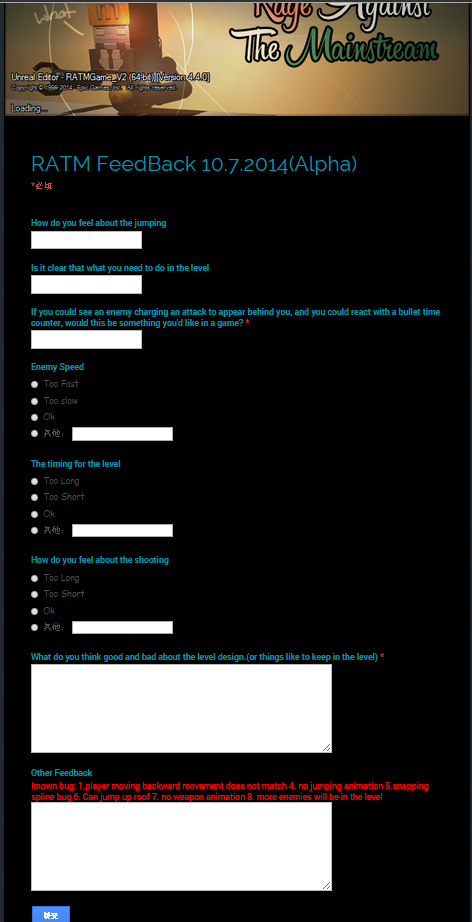 What
Rage Against
The Mainstream
Unreal Editor - RATMGame_V2 (64-bit) [Version 4.4.0]
Copyright © 1998-2014 Epic Games, Inc. All rights reserved.
Loading...
RATM FeedBack 10.7.2014(Alpha)
*必填
How do you feel about the jumping
Is it clear that what you need to do in the level
If you could see an enemy charging an attack to appear behind you, and you could react with a bullet time
counter, would this be something you'd like in a game? *
Enemy Speed
Too Fast
Too slow
Ok
其他：
The timing for the level
Too Long
Too Short
Ok
其他：
How do you feel about the shooting
Too Long
Too Short
Ok
其他：
What do you think good and bad about the level design.(or things like to keep in the level) *
Other Feedback
known bug: 1.player moving backward movement does not match 4. no jumping animation 5.snapping
spline bug 6. Can jump up roof 7. no weapon animation 8. more enemies will be in the level
提交